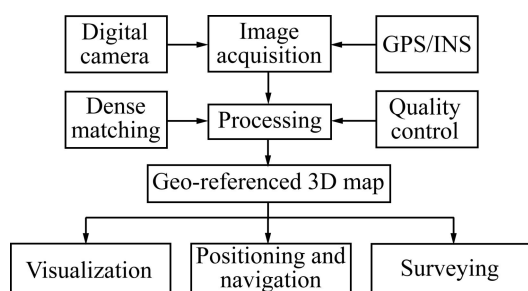 Digital
camera
Image
acquisition
GPS/INS
Dense
matching
Processing
Quality
control
Geo-referenced 3D map
Visualization
Positioning and
navigation
Surveying